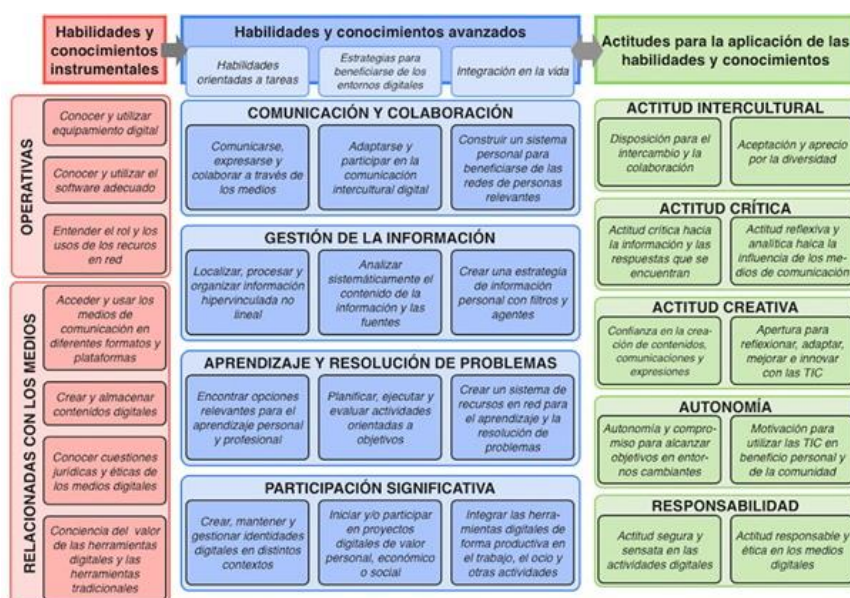 Habilidades y
conocimientos
instrumentales
Habilidades y conocimientos avanzados
Habilidades
orientadas a tareas
Estrategias para
beneficiarse de los
entornos digitales
Integración en la vida
Actitudes para la aplicación de las
habilidades y conocimientos
OPERATIVAS
Conocer y utilizar
equipamiento digital
Conocer y utilizar el
software adecuado
Entender el rol y los
usos de los recuros
en red
RELACIONADAS CON LOS MEDIOS
Acceder y usar los
medios de
comunicación en
diferentes formatos y
plataformas
Crear y almacenar
contenidos digitales
Conocer cuestiones
jurídicas y éticas de
los medios digitales
Conciencia del valor
de las herramientas
digitales y las
herramientas
tradicionales
COMUNICACIÓN Y COLABORACIÓN
Comunicarse,
expresarse y
colaborar a través de
los medios
Adaptarse y
participar en la
comunicación
intercultural digital
Construir un sistema
personal para
beneficiarse de las
redes de personas
relevantes
GESTIÓN DE LA INFORMACIÓN
Localizar, procesar y
organizar información
hipervinculada no
lineal
Analizar
sistemáticamente el
contenido de la
información y las
fuentes
Crear una estrategia
de información
personal con filtros y
agentes
APRENDIZAJE Y RESOLUCIÓN DE PROBLEMAS
Encontrar opciones
relevantes para el
aprendizaje personal
y profesional
Planificar, ejecutar y
evaluar actividades
orientadas a
objetivos
Crear un sistema de
recursos en red para
el aprendizaje y la
resolución de
problemas
PARTICIPACIÓN SIGNIFICATIVA
Crear, mantener y
gestionar identidades
digitales en distintos
contextos
Iniciar y/o participar
en proyectos
digitales de valor
personal, económico
o social
Integrar las herra-
mientas digitales de
forma productiva en
el trabajo, el ocio y
otras actividades
ACTITUD INTERCULTURAL
Disposición para el
intercambio y la
colaboración
Aceptación y aprecio
por la diversidad
ACTITUD CRÍTICA
Actitud crítica hacia
la información y las
respuestas que se
encuentran
Actitud reflexiva y
analítica haica la
influencia de los me-
dios de comunicación
ACTITUD CREATIVA
Confianza en la crea-
ción de contenidos,
comunicaciones y
expresiones
Apertura para
reflexionar, adaptar,
mejorar e innovar
con las TIC
AUTONOMÍA
Autonomía y compro-
miso para alcanzar
objetivos en entor-
nos cambiantes
Motivación para
utilizar las TIC en
beneficio personal y
de la comunidad
RESPONSABILIDAD
Actitud segura y
sensata en las
actividades digitales
Actitud responsable y
ética en los medios
digitales